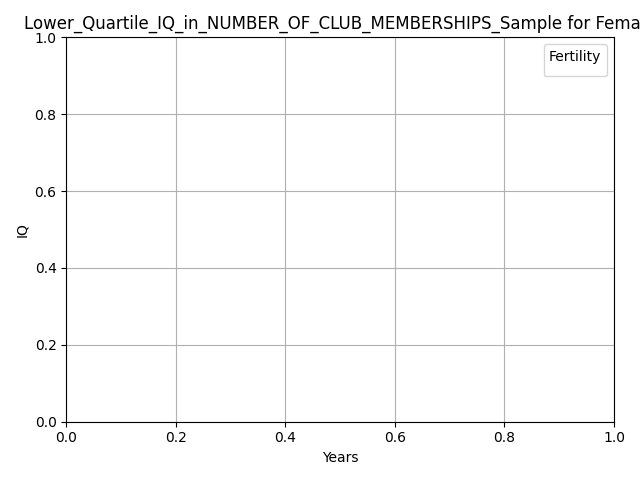 Lower_Quartile_IQ_in_NUMBER_OF_CLUB_MEMBERSHIPS_Sample for Fema
Fertility
1.0
0.8
0.6
0.4
0.2
0.0
IQ
0.0 0.2 0.4 0.6 0.8 1.0
Years